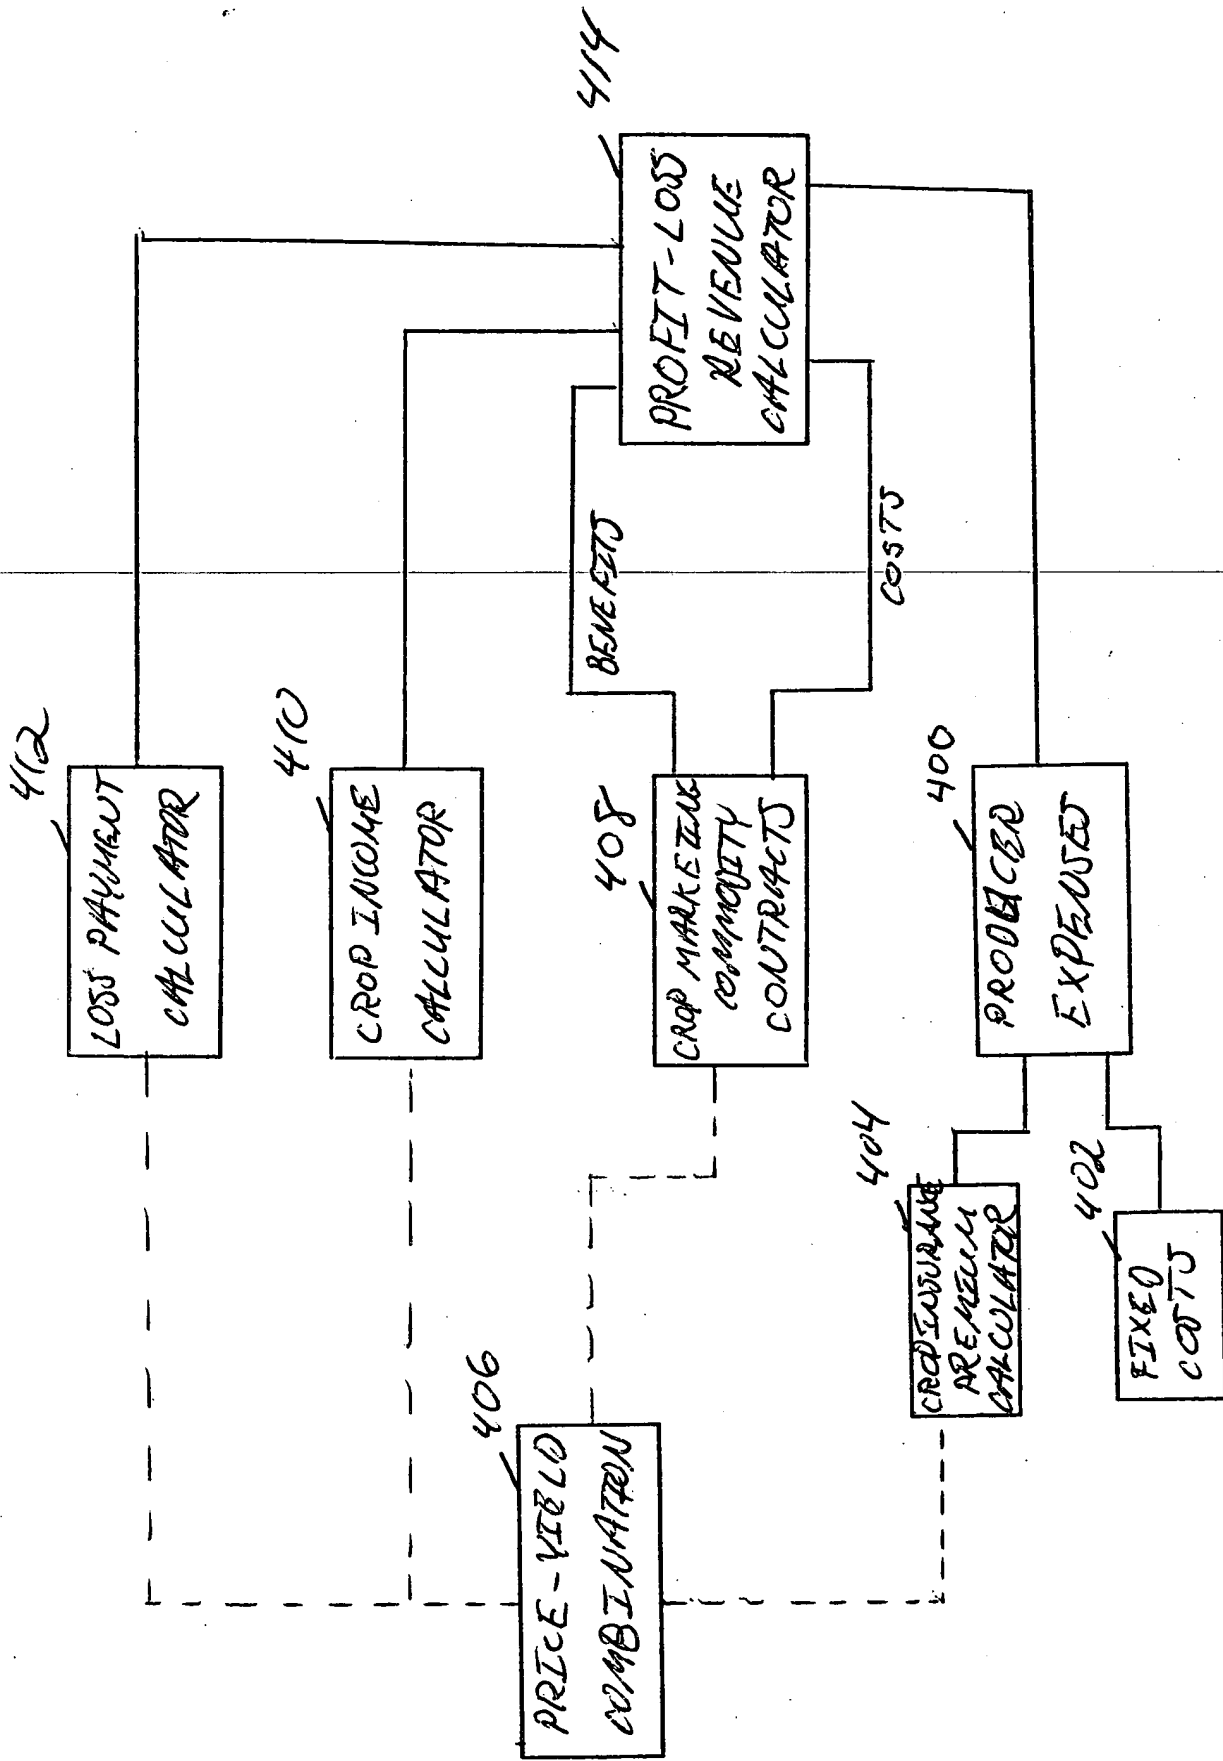 412
LOSS PAYMENT
CALCULATOR
410
CROP INCOME
CALCULATOR
408
CROP MARKETING
COMMODITY
CONTRACTS
BENEFITS
COSTS
414
PROFIT-LOSS
REVENUE
CALCULATOR
406
PRICE-YIELD
COMBINATION
400
PRODUCER
EXPENSES
404
CROP INSURANCE
PREMIUM
CALCULATOR
402
FIXED
COSTS